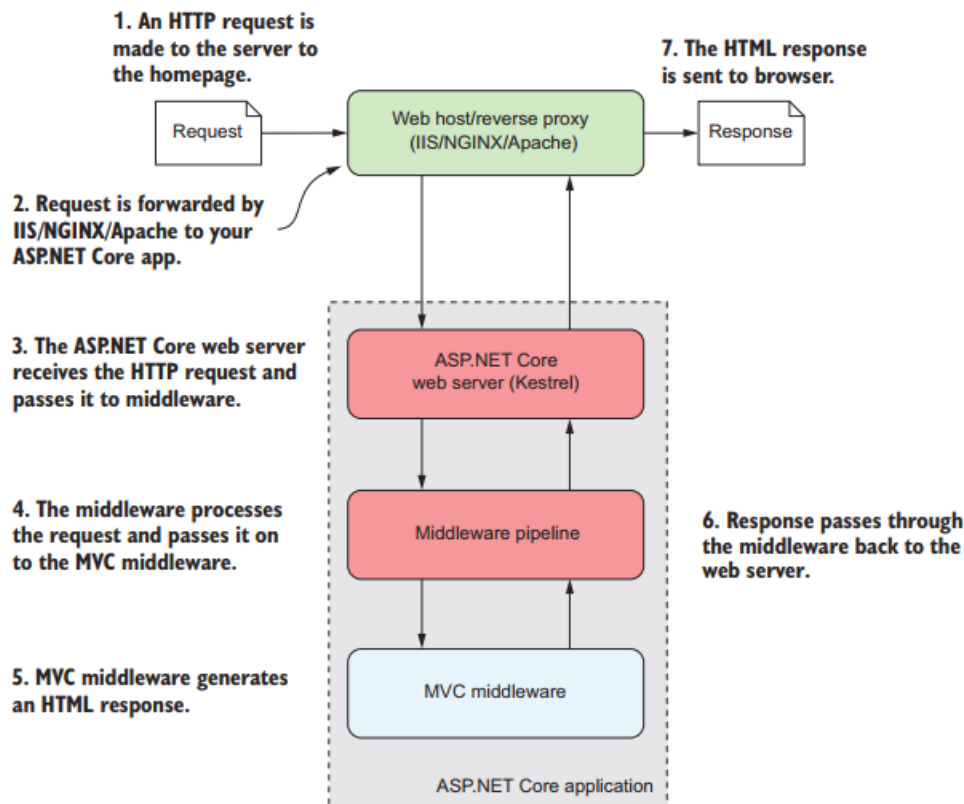 1. An HTTP request is
made to the server to
the homepage.
7. The HTML response
is sent to browser.
Request
Web host/reverse proxy
(IIS/NGINX/Apache)
Response
2. Request is forwarded by
IIS/NGINX/Apache to your
ASP.NET Core app.
3. The ASP.NET Core web server
receives the HTTP request and
passes it to middleware.
ASP.NET Core
web server (Kestrel)
4. The middleware processes
the request and passes it on
to the MVC middleware.
Middleware pipeline
6. Response passes through
the middleware back to the
web server.
5. MVC middleware generates
an HTML response.
MVC middleware
ASP.NET Core application